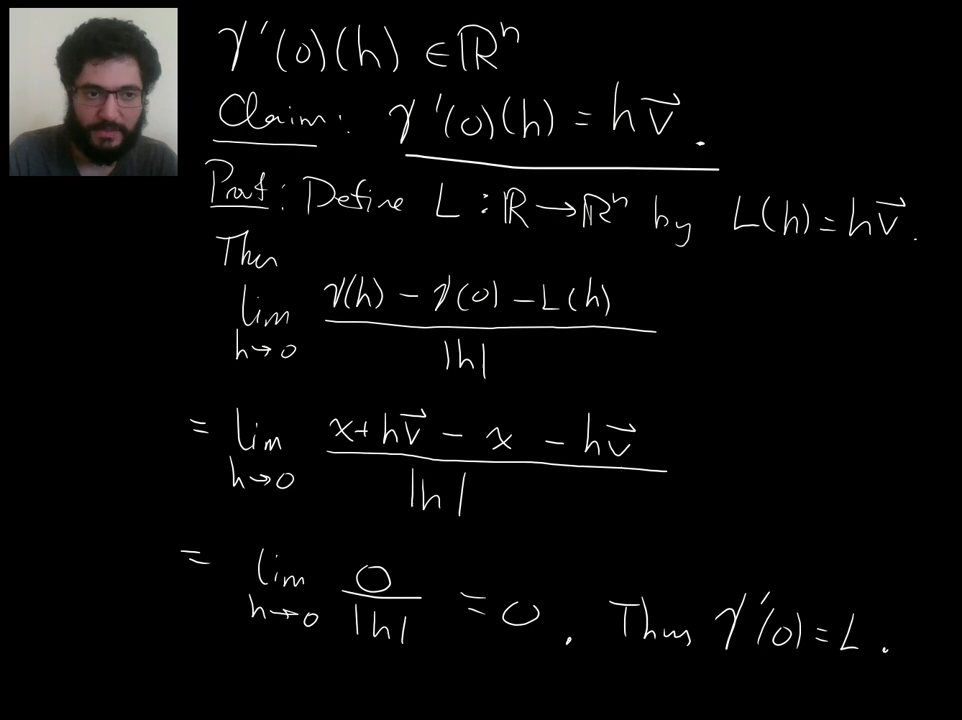 γ'(0)(h) ∈ ℝⁿ
Claim: γ'(0)(h) = hv⃗.
Proof: Define L : ℝ → ℝⁿ by L(h) = hv⃗.
Then
lim h→0 (γ(h) − γ(0) − L(h)) / |h|
= lim h→0 (x + hv⃗ − x − hv⃗) / |h|
= lim h→0 0 / |h| = 0. Thus γ'(0) = L.